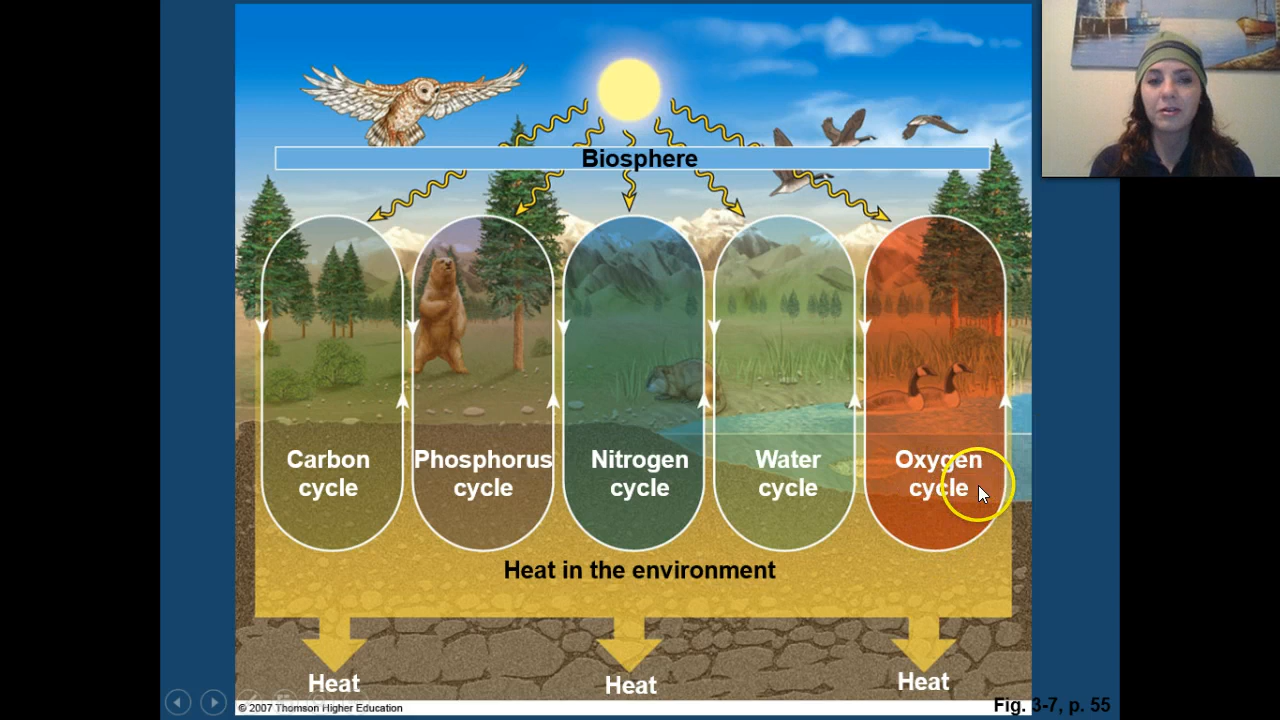 Biosphere
Carbon
cycle
Phosphorus
cycle
Nitrogen
cycle
Water
cycle
Oxygen
cycle
Heat in the environment
Heat
Heat
Heat
© 2007 Thomson Higher Education
Fig. 3-7, p. 55